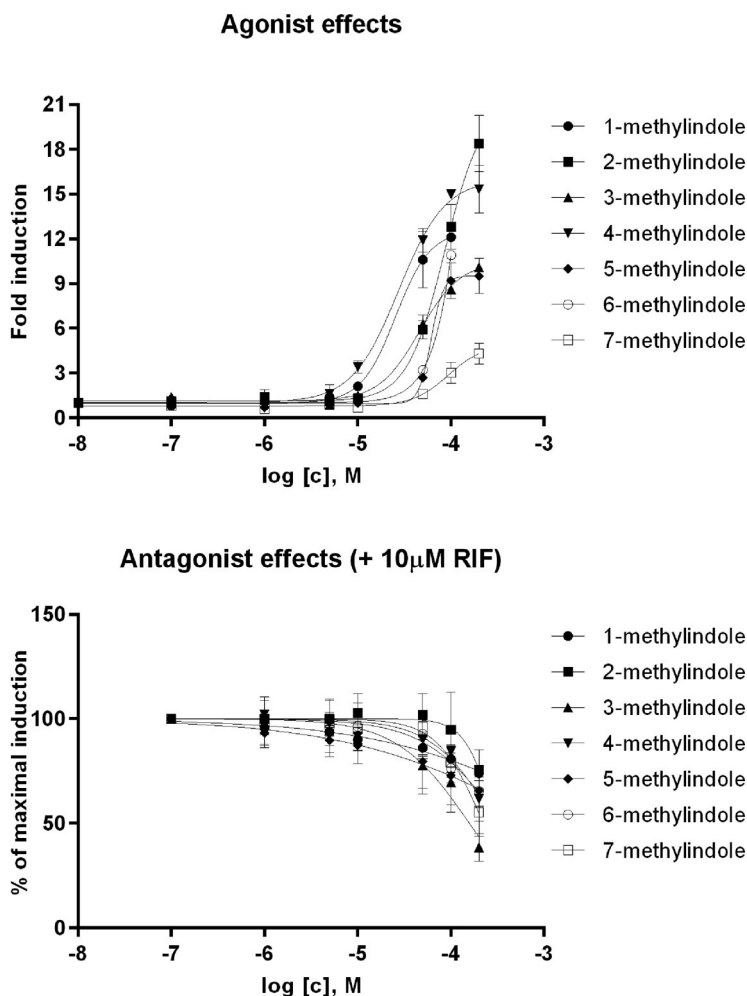 Agonist effects
21
18
15
12
9
6
3
0
Fold induction
-8 -7 -6 -5 -4 -3
log [c], M
1-methylindole
2-methylindole
3-methylindole
4-methylindole
5-methylindole
6-methylindole
7-methylindole
Antagonist effects (+ 10μM RIF)
150
100
50
0
% of maximal induction
-8 -7 -6 -5 -4 -3
log [c], M
1-methylindole
2-methylindole
3-methylindole
4-methylindole
5-methylindole
6-methylindole
7-methylindole